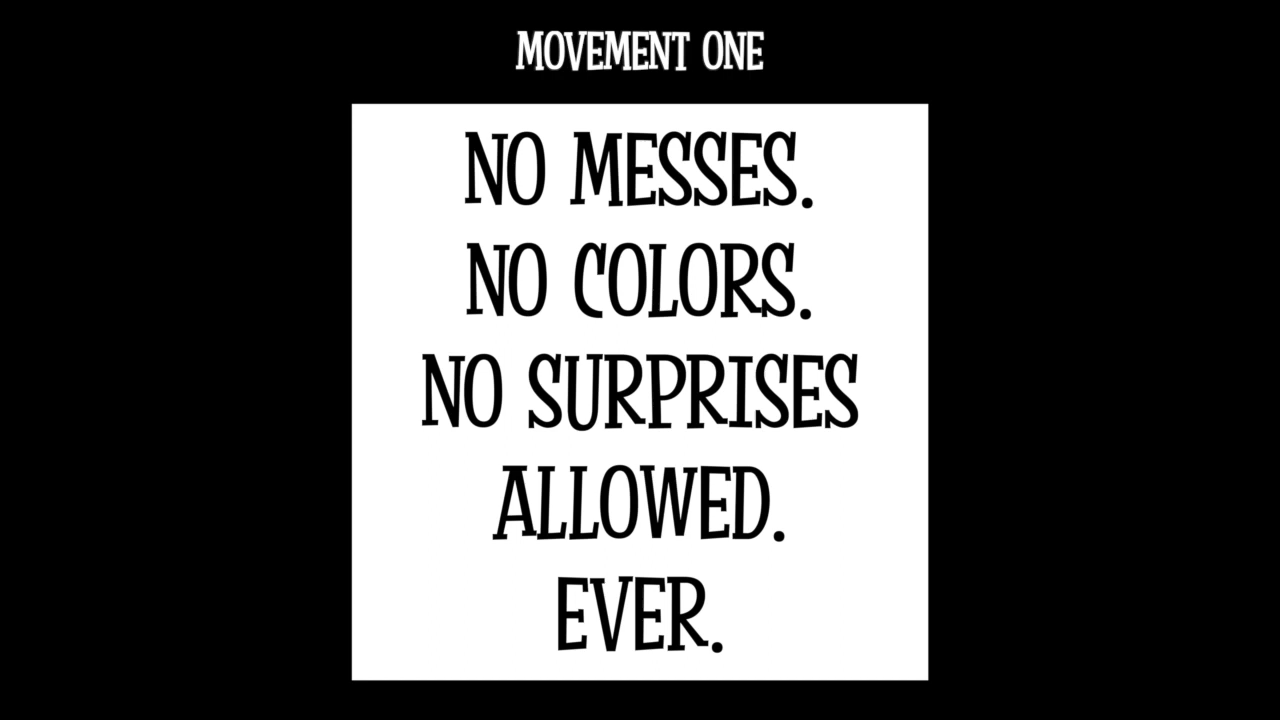 MOVEMENT ONE
NO MESSES.
NO COLORS.
NO SURPRISES
ALLOWED.
EVER.